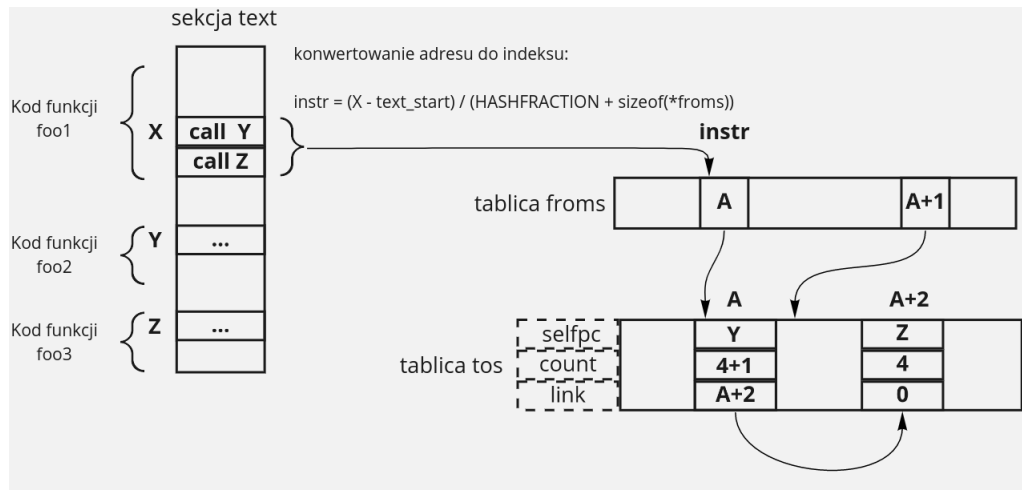 sekcja text
konwertowanie adresu do indeksu:
instr = (X - text_start) / (HASHFRACTION + sizeof(*froms))
Kod funkcji
foo1
X
call Y
call Z
instr
tablica froms
A
A+1
Kod funkcji
foo2
Y
...
Kod funkcji
foo3
Z
...
A
A+2
tablica tos
selfpc
count
link
Y
4+1
A+2
Z
4
0